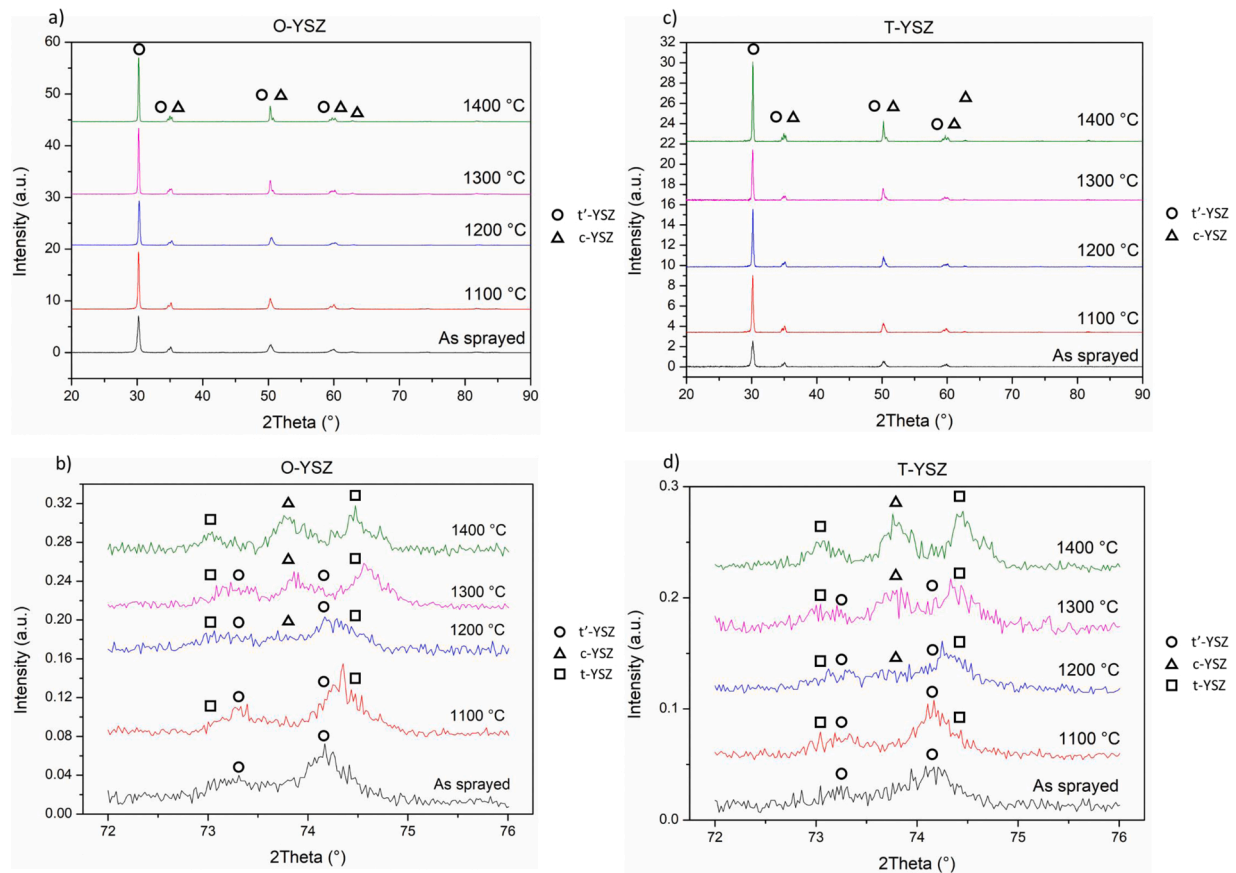 a)
O-YSZ
60
50
40
30
20
10
0
Intensity (a.u.)
1400 °C
1300 °C
1200 °C
1100 °C
As sprayed
20 30 40 50 60 70 80 90
2Theta (°)
t'-YSZ
c-YSZ
c)
T-YSZ
32
30
28
26
24
22
20
18
16
14
12
10
8
6
4
2
0
Intensity (a.u.)
1400 °C
1300 °C
1200 °C
1100 °C
As sprayed
20 30 40 50 60 70 80 90
2Theta (°)
t'-YSZ
c-YSZ
b)
O-YSZ
0.32
0.28
0.24
0.20
0.16
0.12
0.08
0.04
0.00
Intensity (a.u.)
1400 °C
1300 °C
1200 °C
1100 °C
As sprayed
72 73 74 75 76
2Theta (°)
t'-YSZ
c-YSZ
t-YSZ
d)
T-YSZ
0.3
0.2
0.1
0.0
Intensity (a.u.)
1400 °C
1300 °C
1200 °C
1100 °C
As sprayed
72 73 74 75 76
2Theta (°)
t'-YSZ
c-YSZ
t-YSZ